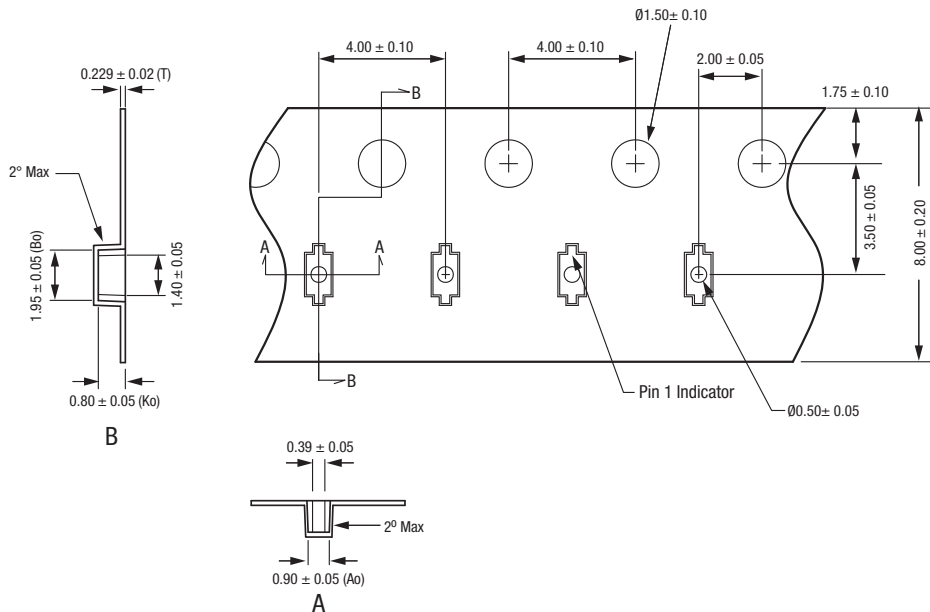 Ø1.50± 0.10
4.00 ± 0.10
4.00 ± 0.10
2.00 ± 0.05
0.229 ± 0.02 (T)
B
1.75 ± 0.10
2° Max
A
A
1.95 ± 0.05 (Bo)
1.40 ± 0.05
3.50 ± 0.05
8.00 ± 0.20
B
Pin 1 Indicator
Ø0.50± 0.05
0.80 ± 0.05 (Ko)
B
0.39 ± 0.05
2º Max
0.90 ± 0.05 (Ao)
A